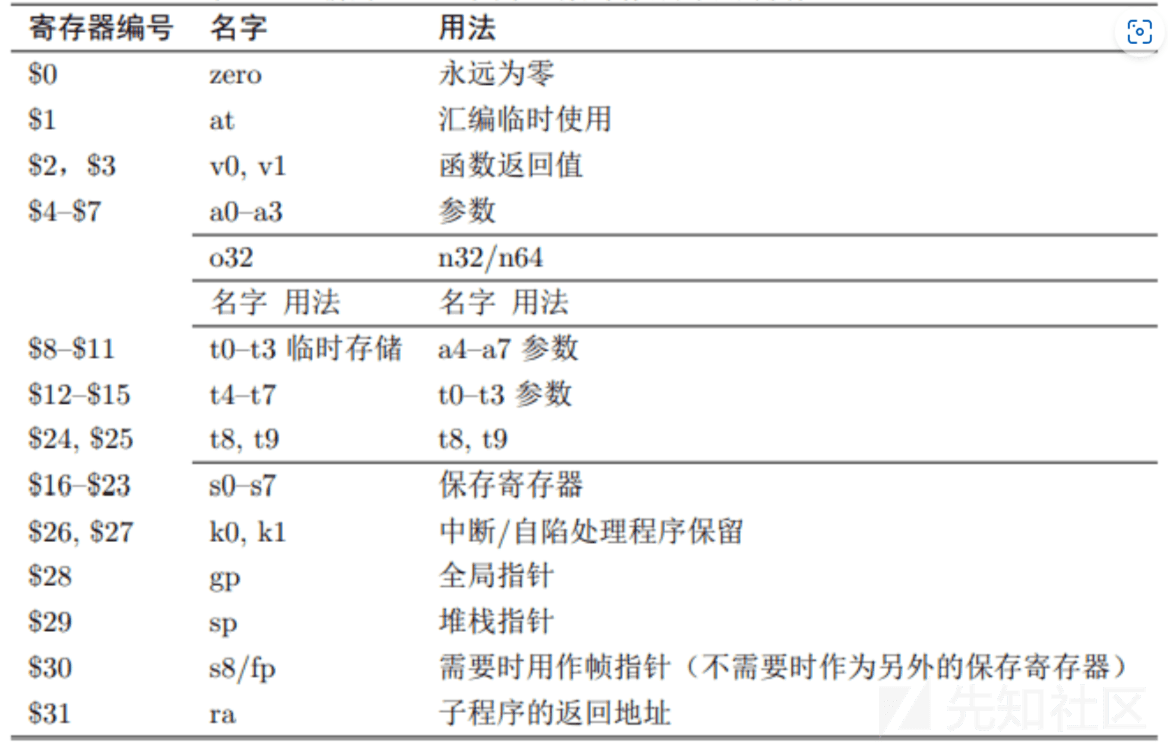 寄存器编号 名字 用法
$0 zero 永远为零
$1 at 汇编临时使用
$2，$3 v0, v1 函数返回值
$4–$7 a0–a3 参数
o32 n32/n64
名字 用法 名字 用法
$8–$11 t0–t3 临时存储 a4–a7 参数
$12–$15 t4–t7 t0–t3 参数
$24, $25 t8, t9 t8, t9
$16–$23 s0–s7 保存寄存器
$26, $27 k0, k1 中断/自陷处理程序保留
$28 gp 全局指针
$29 sp 堆栈指针
$30 s8/fp 需要时用作帧指针（不需要时作为另外的保存寄存器）
$31 ra 子程序的返回地址
先知社区